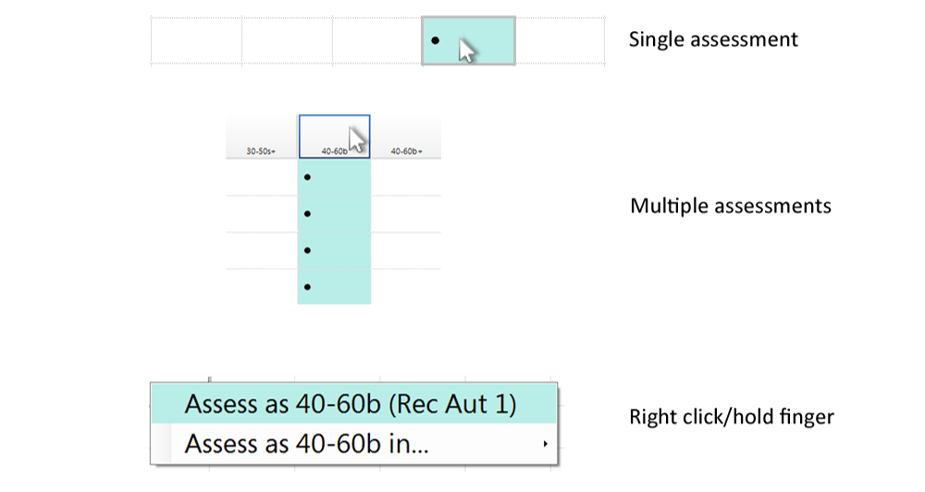 Single assessment
30-50s+
40-60b
40-60b+
Multiple assessments
Assess as 40-60b (Rec Aut 1)
Assess as 40-60b in...
Right click/hold finger